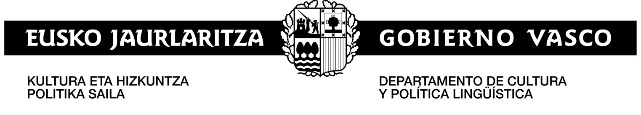 EUSKO JAURLARITZA
GOBIERNO VASCO
KULTURA ETA HIZKUNTZA
POLITIKA SAILA
DEPARTAMENTO DE CULTURA
Y POLÍTICA LINGÜÍSTICA